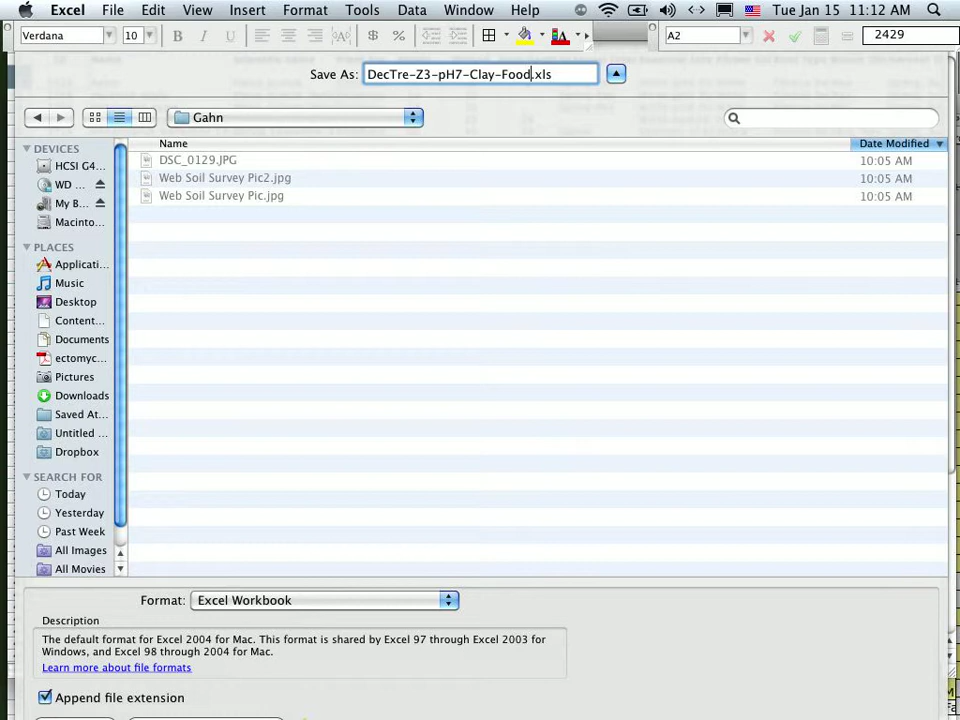 Excel File Edit View Insert Format Tools Data Window Help Tue Jan 15 11:12 AM
Verdana 10 B I U $ % A2 2429
Save As: DecTre-Z3-pH7-Clay-Food.xls
Gahn
DEVICES
HCSI G4...
WD ...
My B...
Macinto...
PLACES
Applicati...
Music
Desktop
Content...
Documents
ectomyc...
Pictures
Downloads
Saved At...
Untitled ...
Dropbox
SEARCH FOR
Today
Yesterday
Past Week
All Images
All Movies
Name Date Modified
DSC_0129.JPG 10:05 AM
Web Soil Survey Pic2.jpg 10:05 AM
Web Soil Survey Pic.jpg 10:05 AM
Format: Excel Workbook
Description
The default format for Excel 2004 for Mac. This format is shared by Excel 97 through Excel 2003 for
Windows, and Excel 98 through 2004 for Mac.
Learn more about file formats
Append file extension